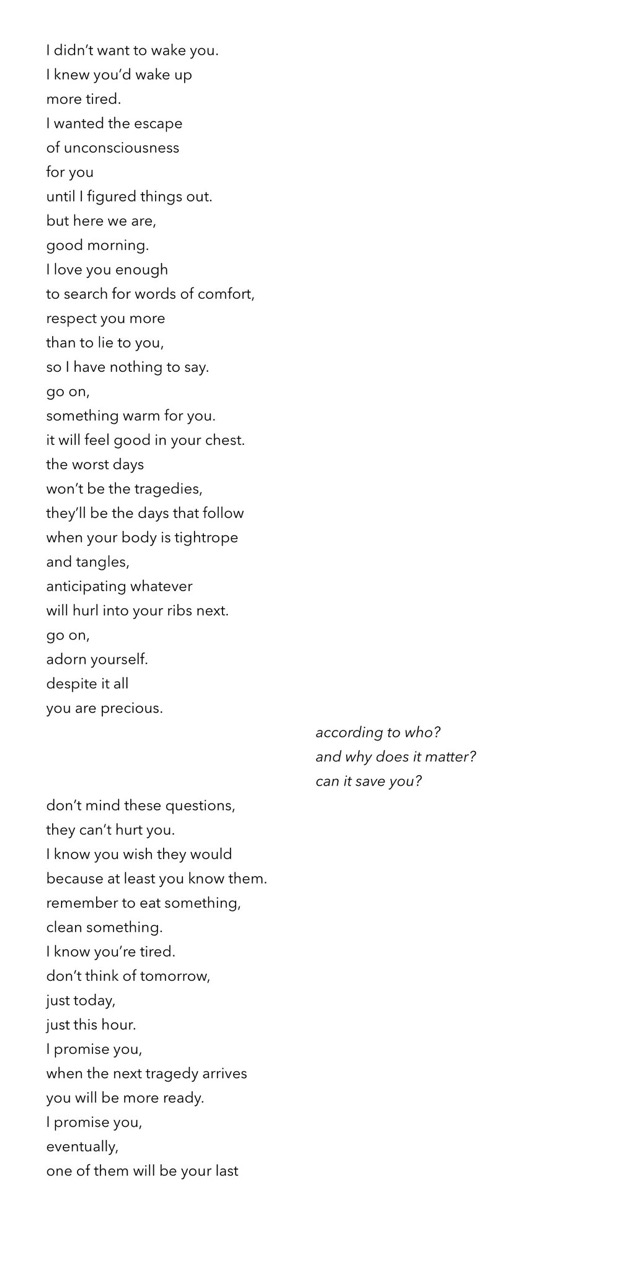 I didn’t want to wake you.
I knew you’d wake up
more tired.
I wanted the escape
of unconsciousness
for you
until I figured things out.
but here we are,
good morning.
I love you enough
to search for words of comfort,
respect you more
than to lie to you,
so I have nothing to say.
go on,
something warm for you.
it will feel good in your chest.
the worst days
won’t be the tragedies,
they’ll be the days that follow
when your body is tightrope
and tangles,
anticipating whatever
will hurl into your ribs next.
go on,
adorn yourself.
despite it all
you are precious.
according to who?
and why does it matter?
can it save you?
don’t mind these questions,
they can’t hurt you.
I know you wish they would
because at least you know them.
remember to eat something,
clean something.
I know you’re tired.
don’t think of tomorrow,
just today,
just this hour.
I promise you,
when the next tragedy arrives
you will be more ready.
I promise you,
eventually,
one of them will be your last